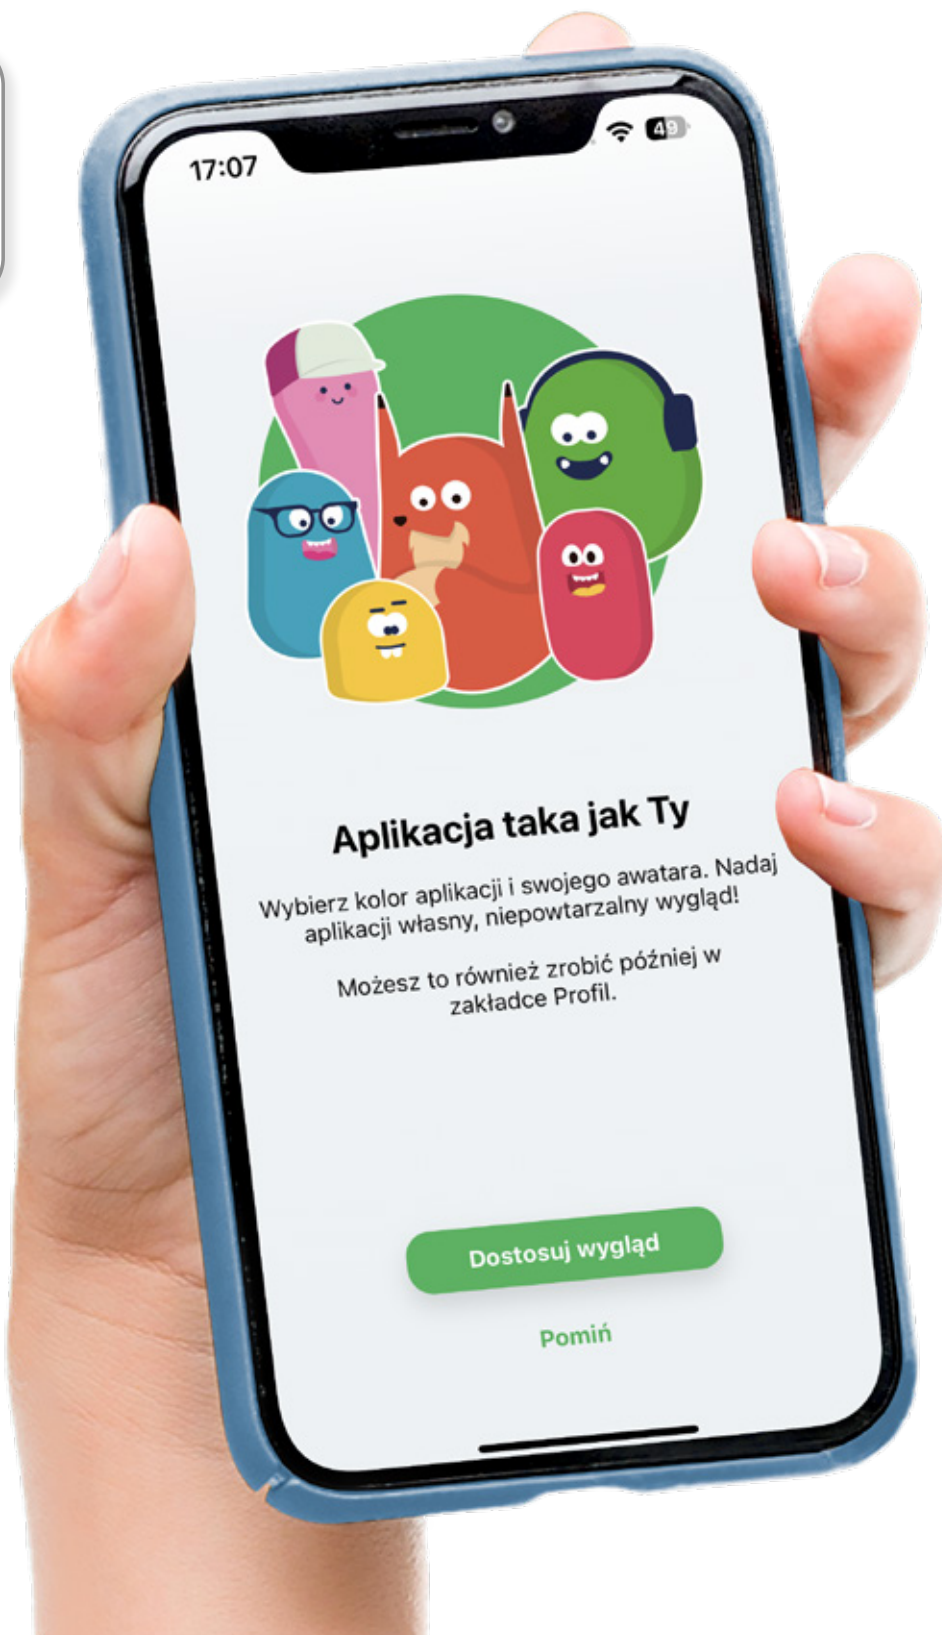 17:07
49
Aplikacja taka jak Ty
Wybierz kolor aplikacji i swojego awatara. Nadaj
aplikacji własny, niepowtarzalny wygląd!
Możesz to również zrobić później w
zakładce Profil.
Dostosuj wygląd
Pomiń